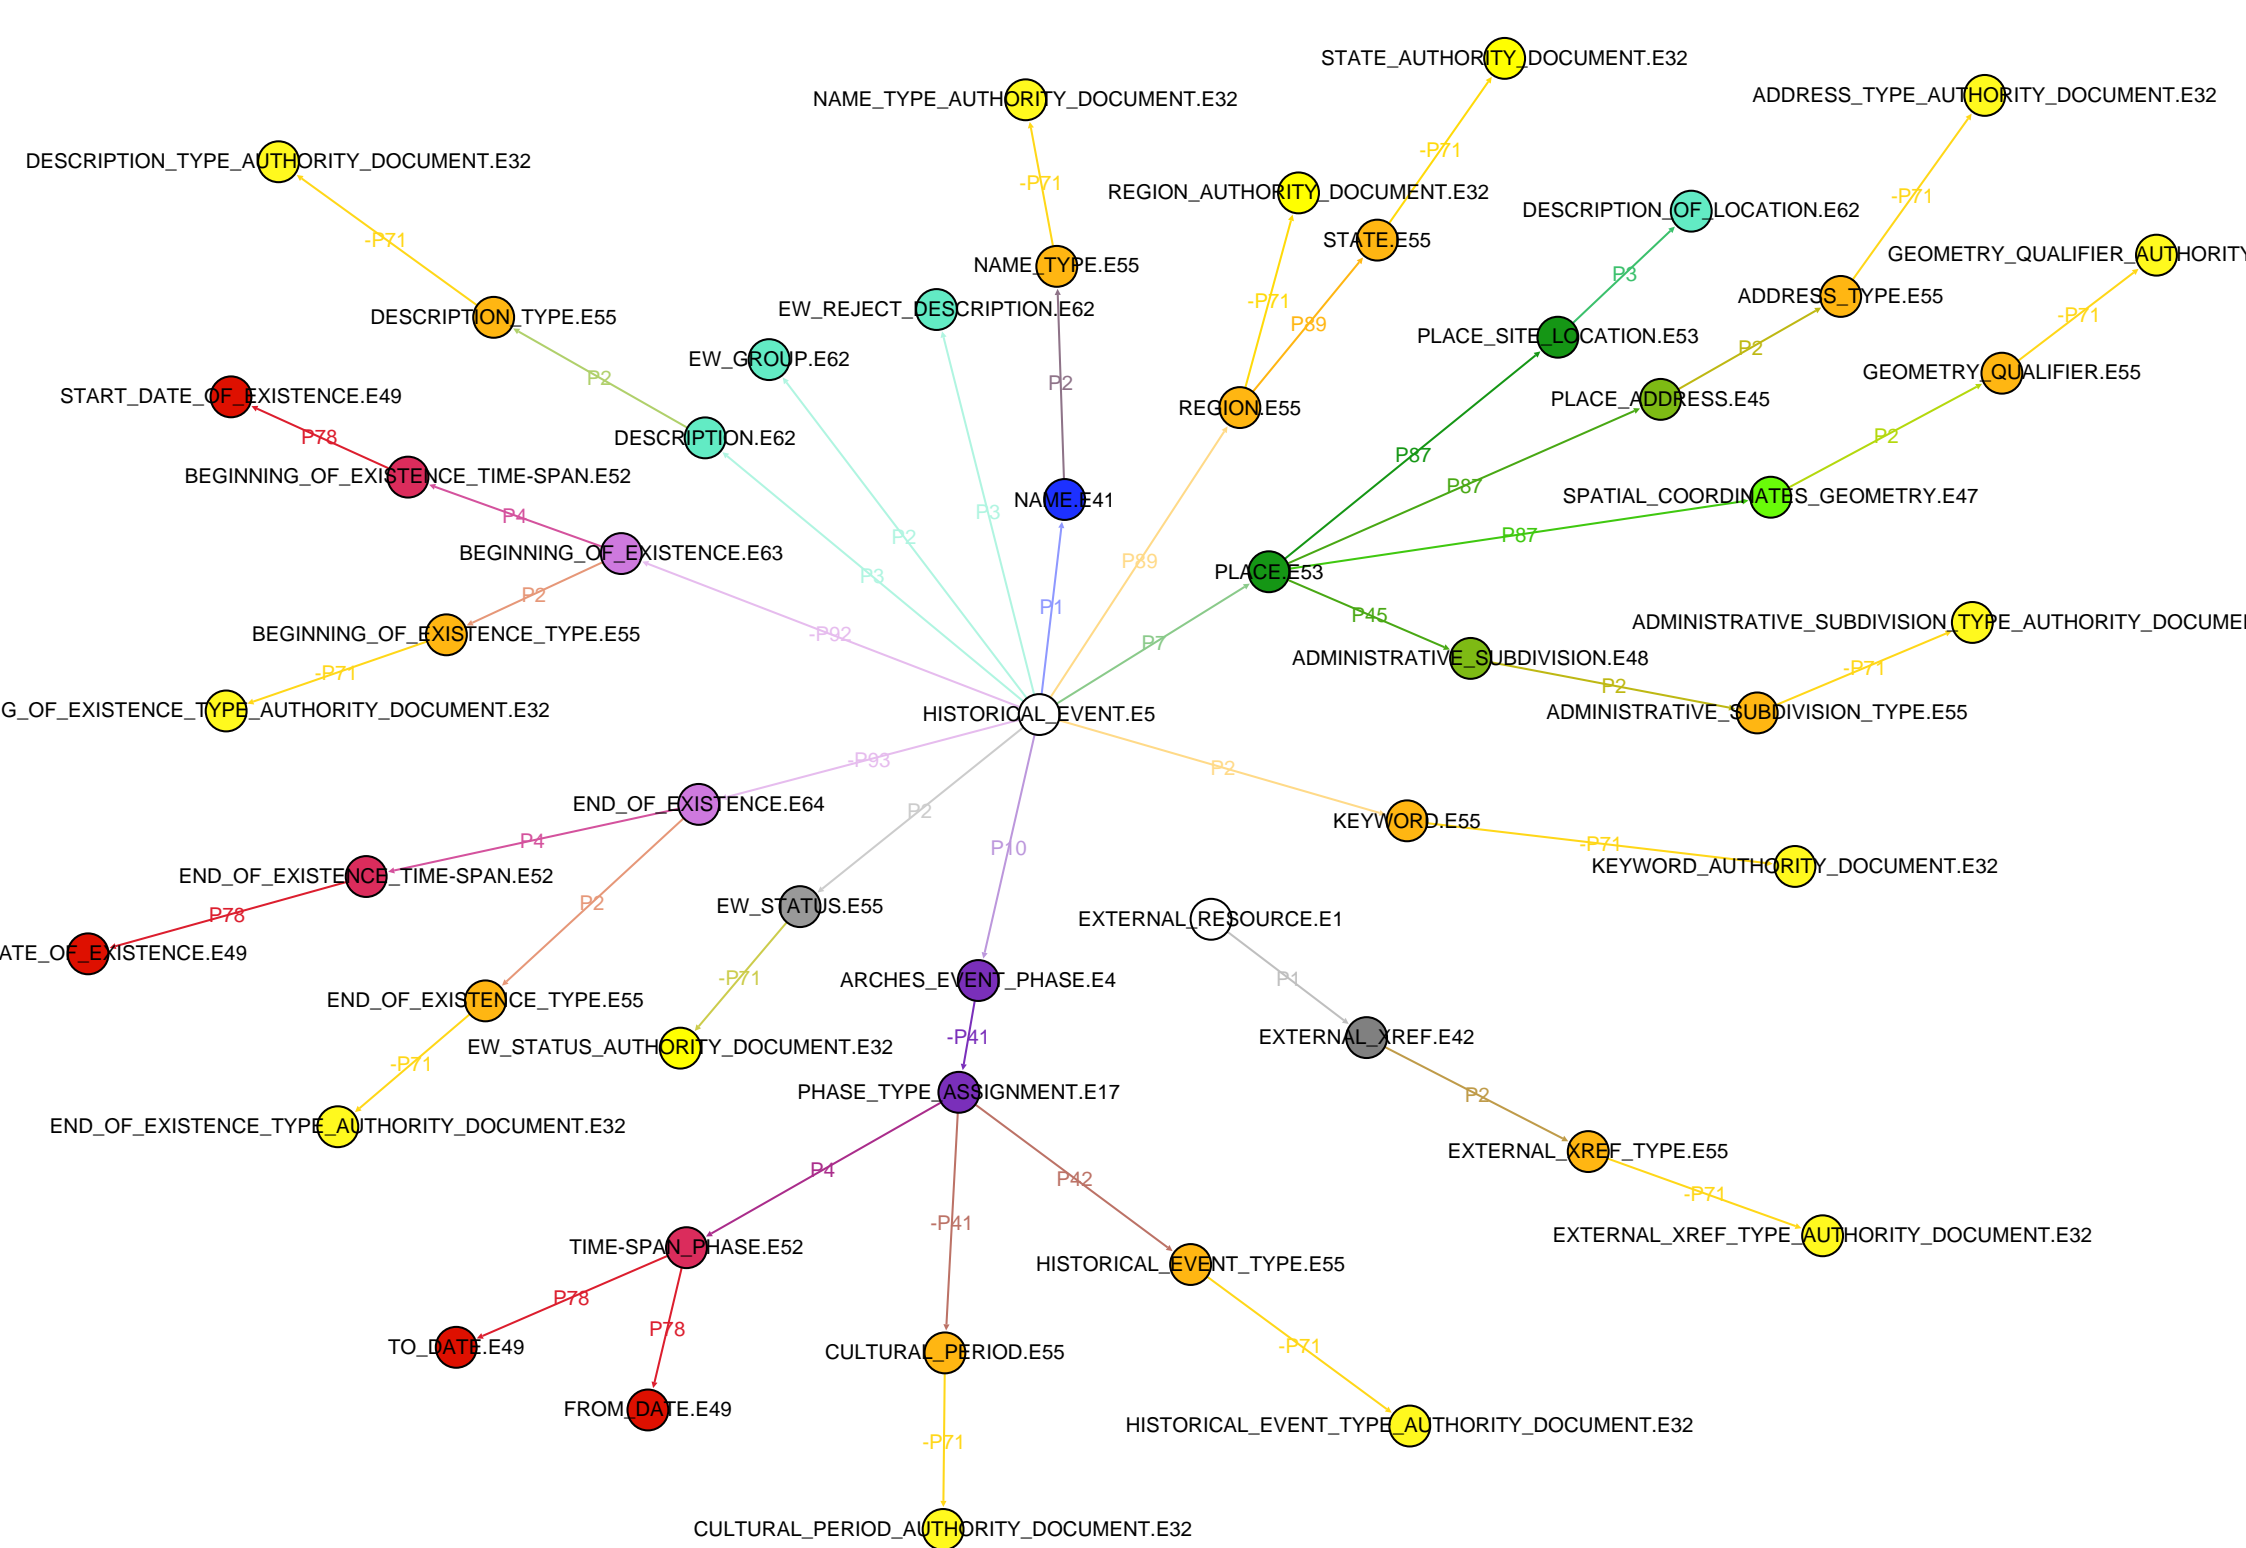 STATE_AUTHORITY_DOCUMENT.E32
NAME_TYPE_AUTHORITY_DOCUMENT.E32
ADDRESS_TYPE_AUTHORITY_DOCUMENT.E32
-P71
DESCRIPTION_TYPE_AUTHORITY_DOCUMENT.E32
-P71
REGION_AUTHORITY_DOCUMENT.E32
-P71
DESCRIPTION_OF_LOCATION.E62
-P71
STATE.E55
GEOMETRY_QUALIFIER_AUTHORITY
NAME_TYPE.E55
P3
ADDRESS_TYPE.E55
-P71
EW_REJECT_DESCRIPTION.E62
-P71
DESCRIPTION_TYPE.E55
P89
PLACE_SITE_LOCATION.E53
P2
EW_GROUP.E62
GEOMETRY_QUALIFIER.E55
P2
P2
START_DATE_OF_EXISTENCE.E49
PLACE_ADDRESS.E45
REGION.E55
P78
DESCRIPTION.E62
P2
P87
BEGINNING_OF_EXISTENCE_TIME-SPAN.E52
P87
SPATIAL_COORDINATES_GEOMETRY.E47
NAME.E41
P4
P3
P2
P87
BEGINNING_OF_EXISTENCE.E63
P89
PLACE.E53
P3
P2
P1
P45
ADMINISTRATIVE_SUBDIVISION_TYPE_AUTHORITY_DOCUME
BEGINNING_OF_EXISTENCE_TYPE.E55
-P92
P7
ADMINISTRATIVE_SUBDIVISION.E48
-P71
-P71
P2
G_OF_EXISTENCE_TYPE_AUTHORITY_DOCUMENT.E32
HISTORICAL_EVENT.E5
ADMINISTRATIVE_SUBDIVISION_TYPE.E55
-P93
P2
END_OF_EXISTENCE.E64
P2
KEYWORD.E55
P4
P10
-P71
KEYWORD_AUTHORITY_DOCUMENT.E32
END_OF_EXISTENCE_TIME-SPAN.E52
P2
EW_STATUS.E55
P78
EXTERNAL_RESOURCE.E1
ATE_OF_EXISTENCE.E49
-P71
ARCHES_EVENT_PHASE.E4
P1
END_OF_EXISTENCE_TYPE.E55
-P41
EXTERNAL_XREF.E42
EW_STATUS_AUTHORITY_DOCUMENT.E32
-P71
PHASE_TYPE_ASSIGNMENT.E17
P2
END_OF_EXISTENCE_TYPE_AUTHORITY_DOCUMENT.E32
EXTERNAL_XREF_TYPE.E55
P4
P42
-P71
-P41
EXTERNAL_XREF_TYPE_AUTHORITY_DOCUMENT.E32
TIME-SPAN_PHASE.E52
HISTORICAL_EVENT_TYPE.E55
P78
P78
TO_DATE.E49
-P71
CULTURAL_PERIOD.E55
FROM_DATE.E49
HISTORICAL_EVENT_TYPE_AUTHORITY_DOCUMENT.E32
-P71
CULTURAL_PERIOD_AUTHORITY_DOCUMENT.E32